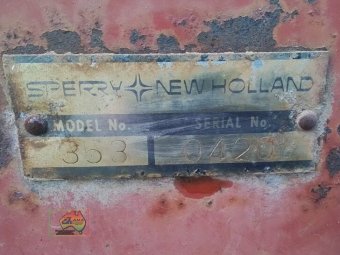 SPERRY NEW HOLLAND
MODEL No. SERIAL No.
353